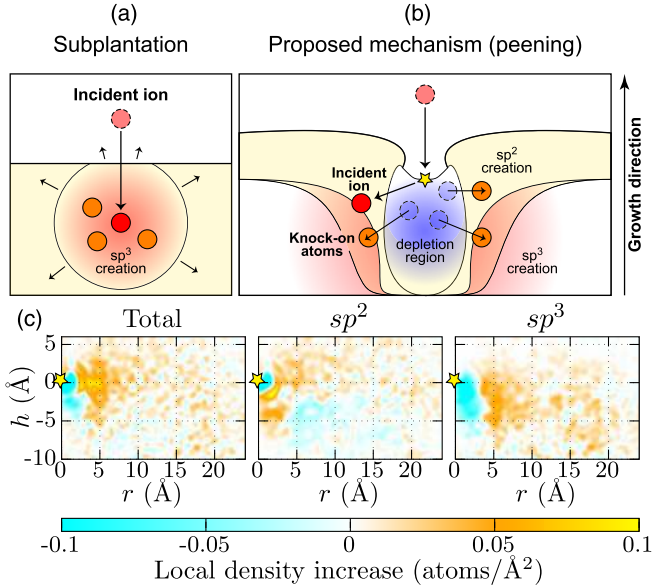 (a)
Subplantation
Incident ion
sp³
creation
(b)
Proposed mechanism (peening)
Incident
ion
Knock-on
atoms
depletion
region
sp²
creation
sp³
creation
Growth direction
(c)
Total
sp²
sp³
h (Å)
5
0
-5
-10
0 5 10 15 20
0 5 10 15 20
0 5 10 15 20
r (Å)
r (Å)
r (Å)
-0.1 -0.05 0 0.05 0.1
Local density increase (atoms/Å²)